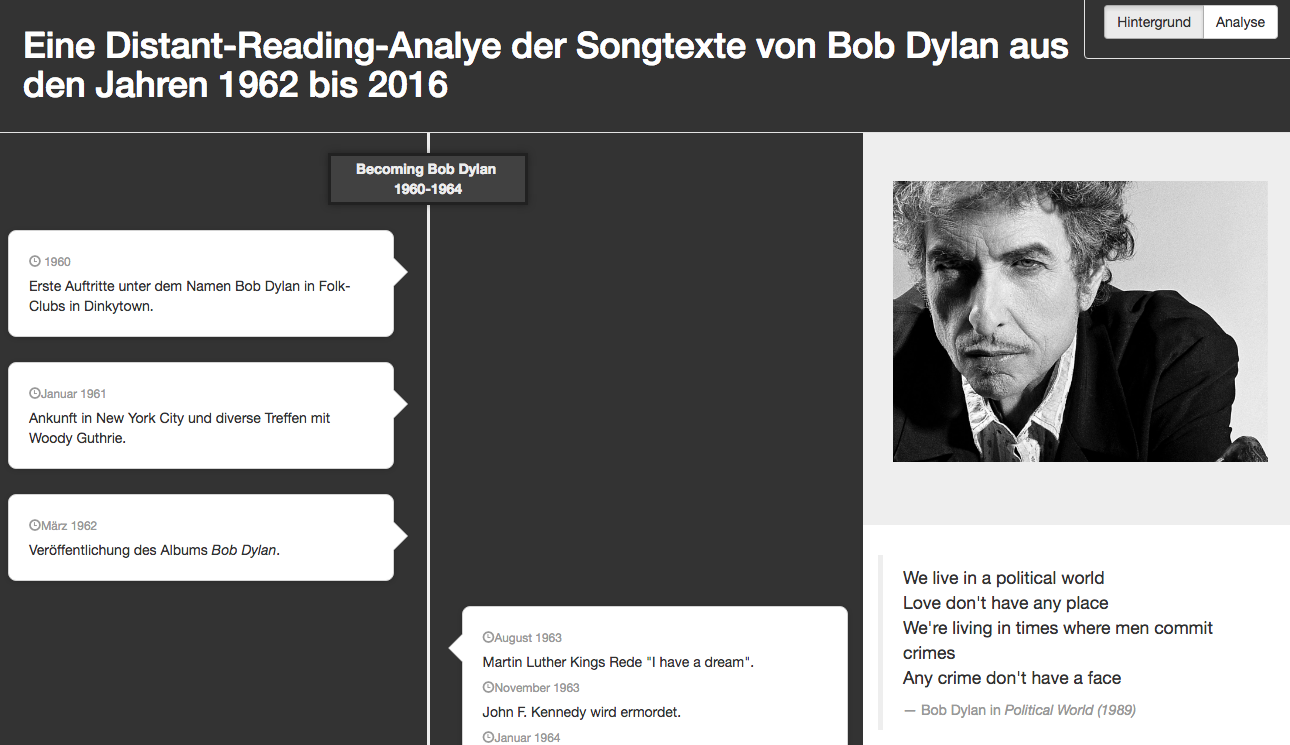 Eine Distant-Reading-Analye der Songtexte von Bob Dylan aus
den Jahren 1962 bis 2016
Hintergrund
Analyse
Becoming Bob Dylan
1960-1964
1960
Erste Auftritte unter dem Namen Bob Dylan in Folk-
Clubs in Dinkytown.
Januar 1961
Ankunft in New York City und diverse Treffen mit
Woody Guthrie.
März 1962
Veröffentlichung des Albums Bob Dylan.
August 1963
Martin Luther Kings Rede "I have a dream".
November 1963
John F. Kennedy wird ermordet.
Januar 1964
We live in a political world
Love don't have any place
We're living in times where men commit
crimes
Any crime don't have a face
— Bob Dylan in Political World (1989)